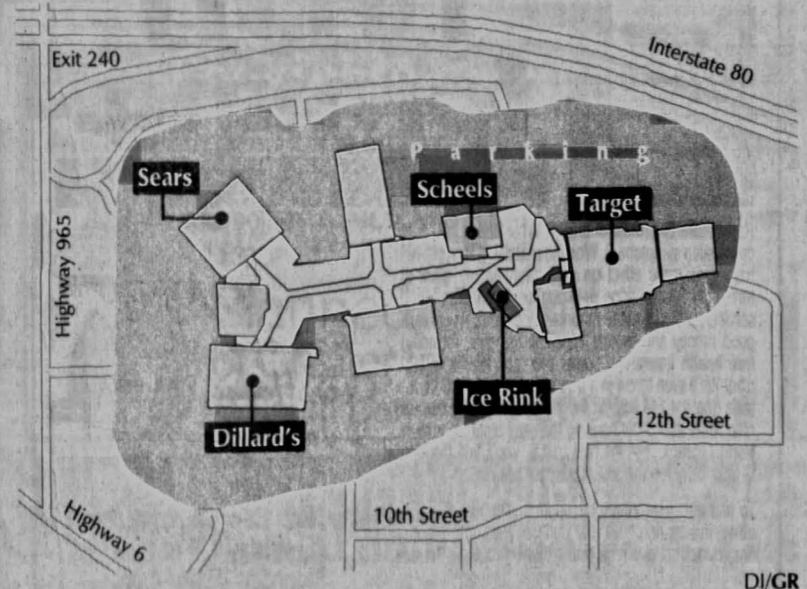 Interstate 80
Exit 240
Parking
Sears
Scheels
Target
Highway 965
Ice Rink
12th Street
Dillard's
10th Street
Highway 6
DI/GR